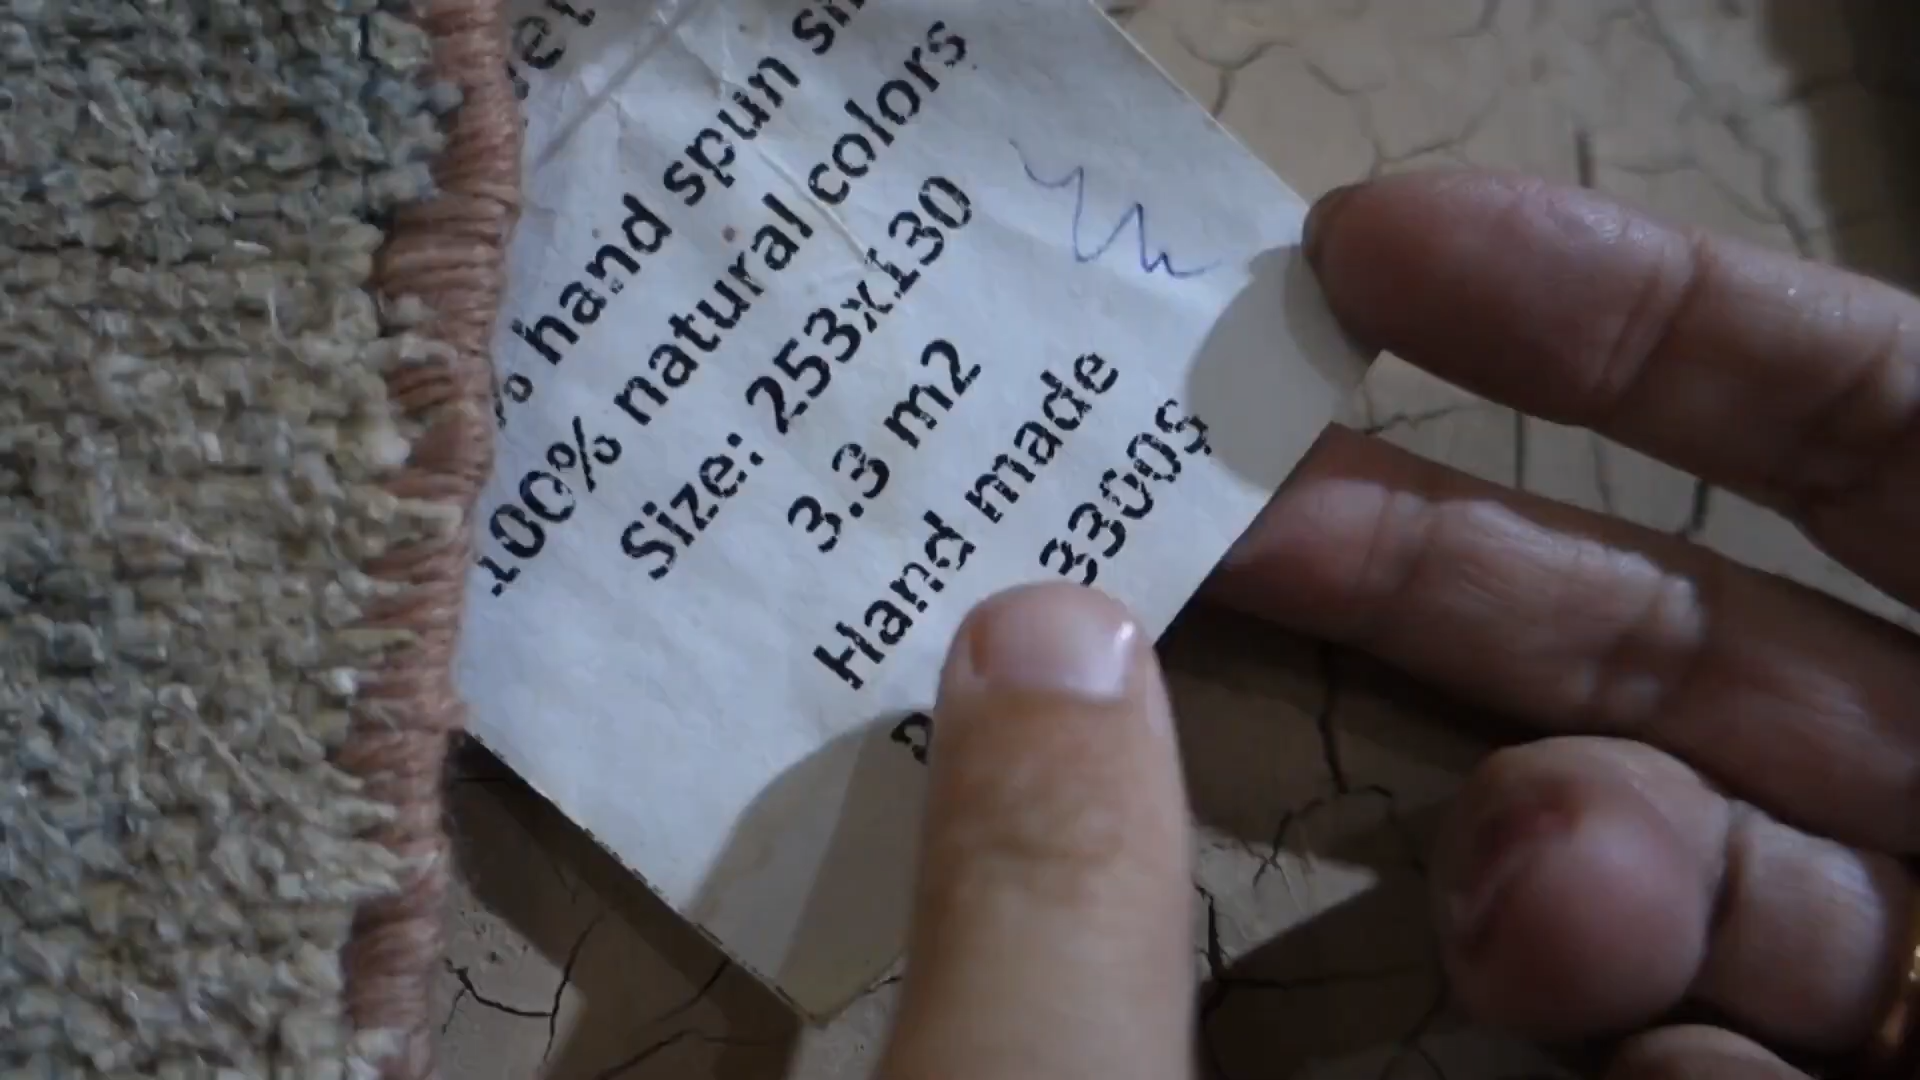 % hand spun
100% natural colors
Size: 253x130
3.3 m2
Hand made
3300$